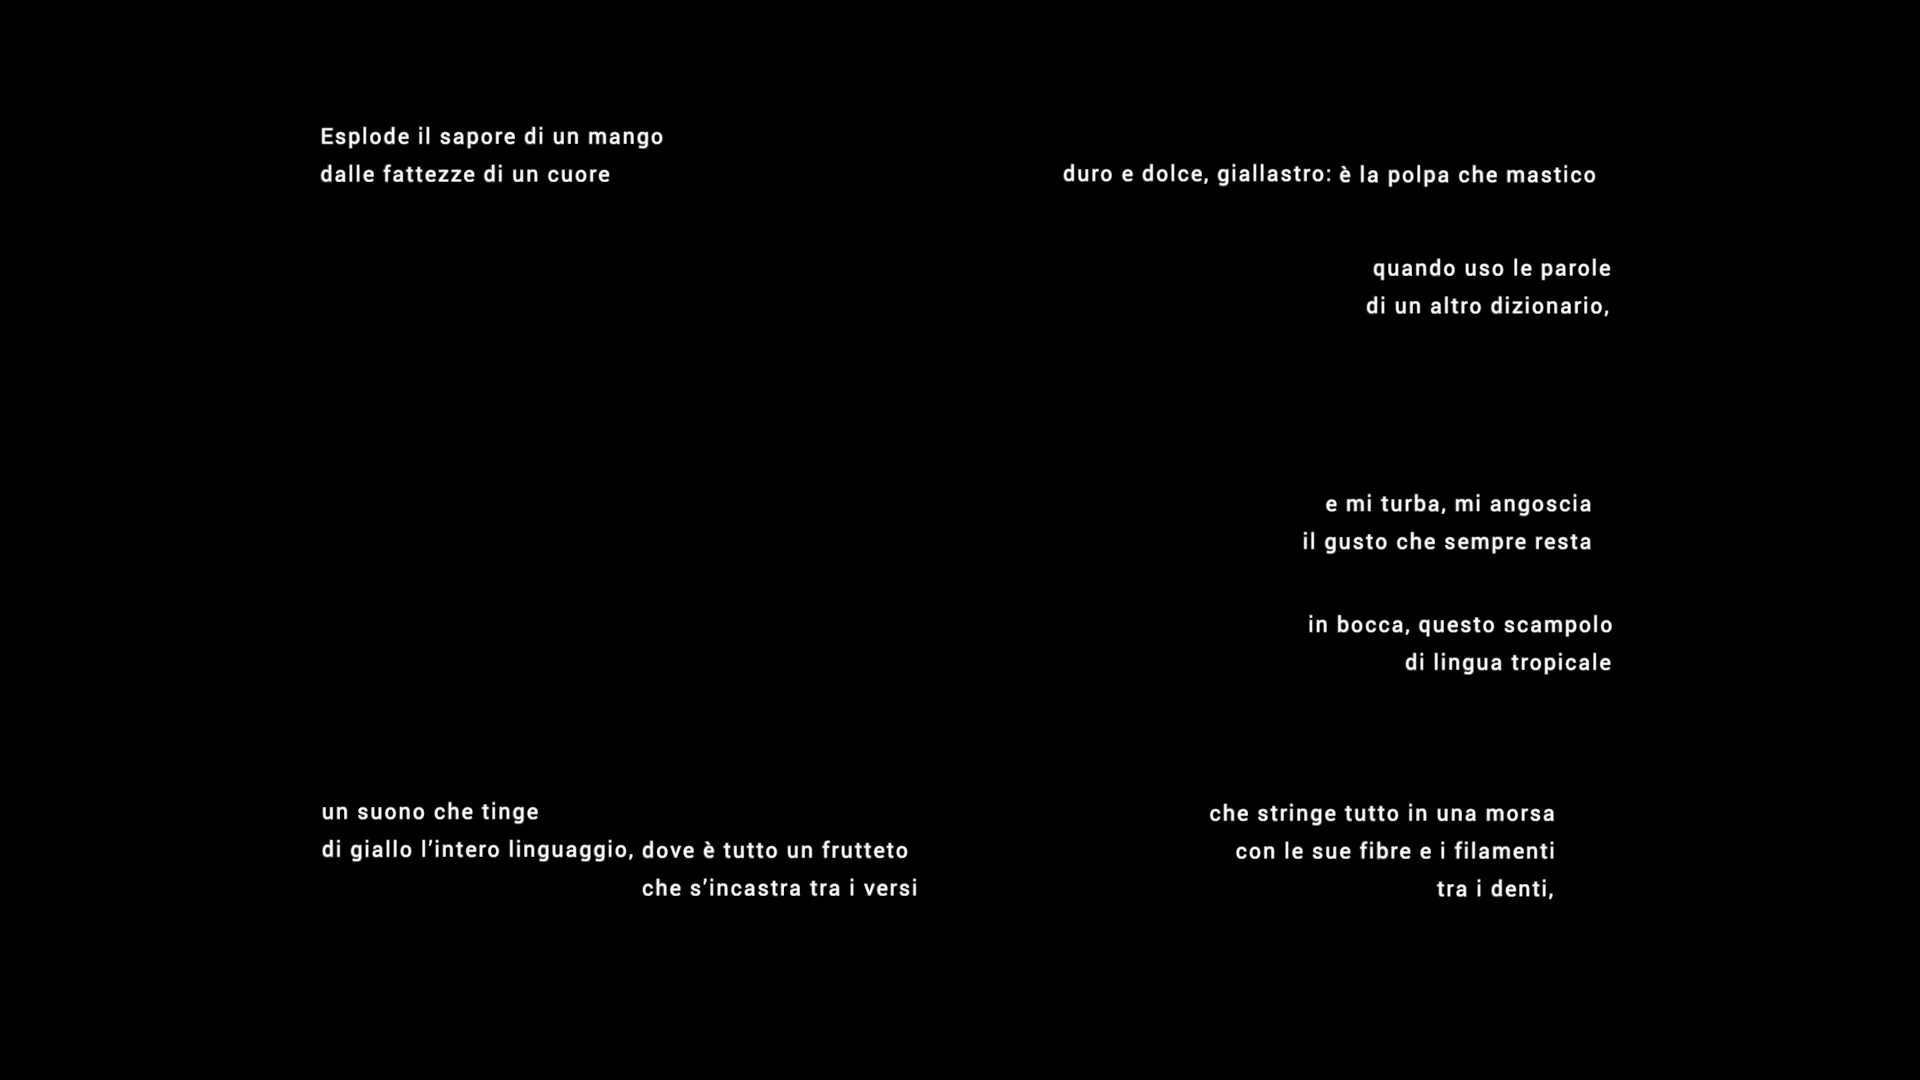 Esplode il sapore di un mango
dalle fattezze di un cuore
duro e dolce, giallastro: è la polpa che mastico
quando uso le parole
di un altro dizionario,
e mi turba, mi angoscia
il gusto che sempre resta
in bocca, questo scampolo
di lingua tropicale
che stringe tutto in una morsa
con le sue fibre e i filamenti
tra i denti,
un suono che tinge
di giallo l’intero linguaggio, dove è tutto un frutteto
che s’incastra tra i versi